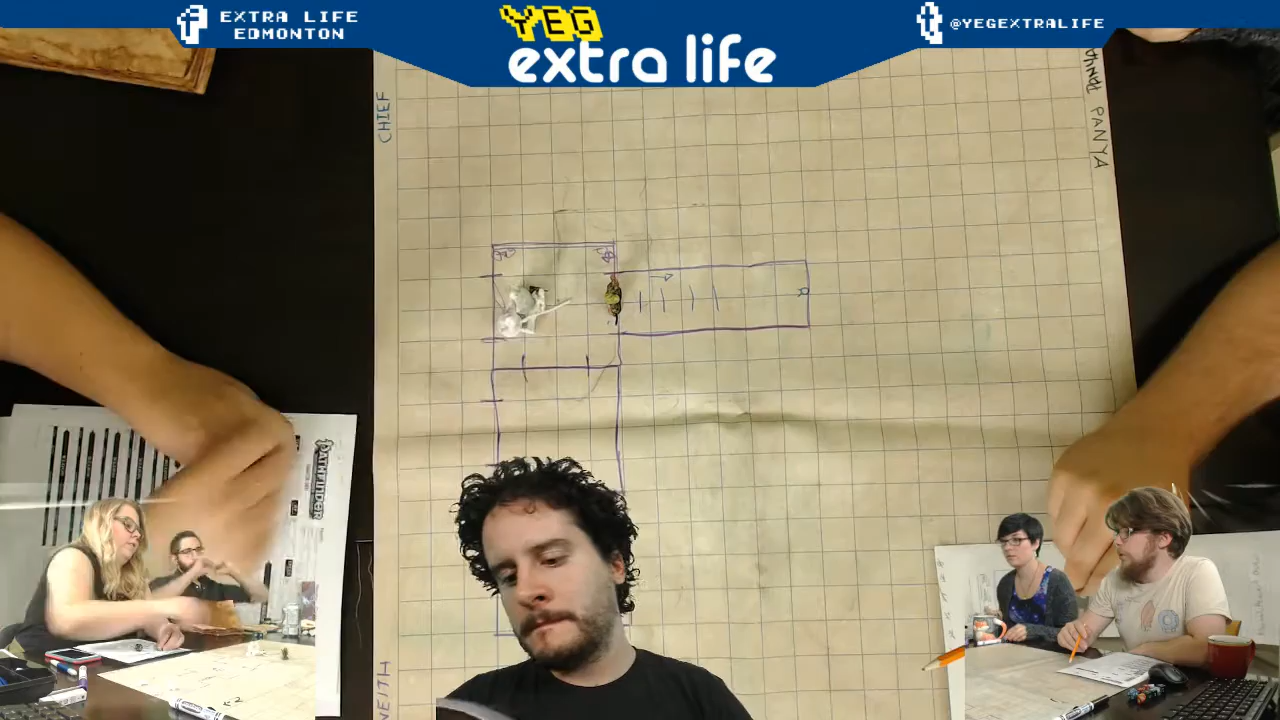 EXTRA LIFE
EDMONTON
YEG
extra life
@YEGEXTRALIFE
CHIEF
PANYA
PATHFINDER
NEITH